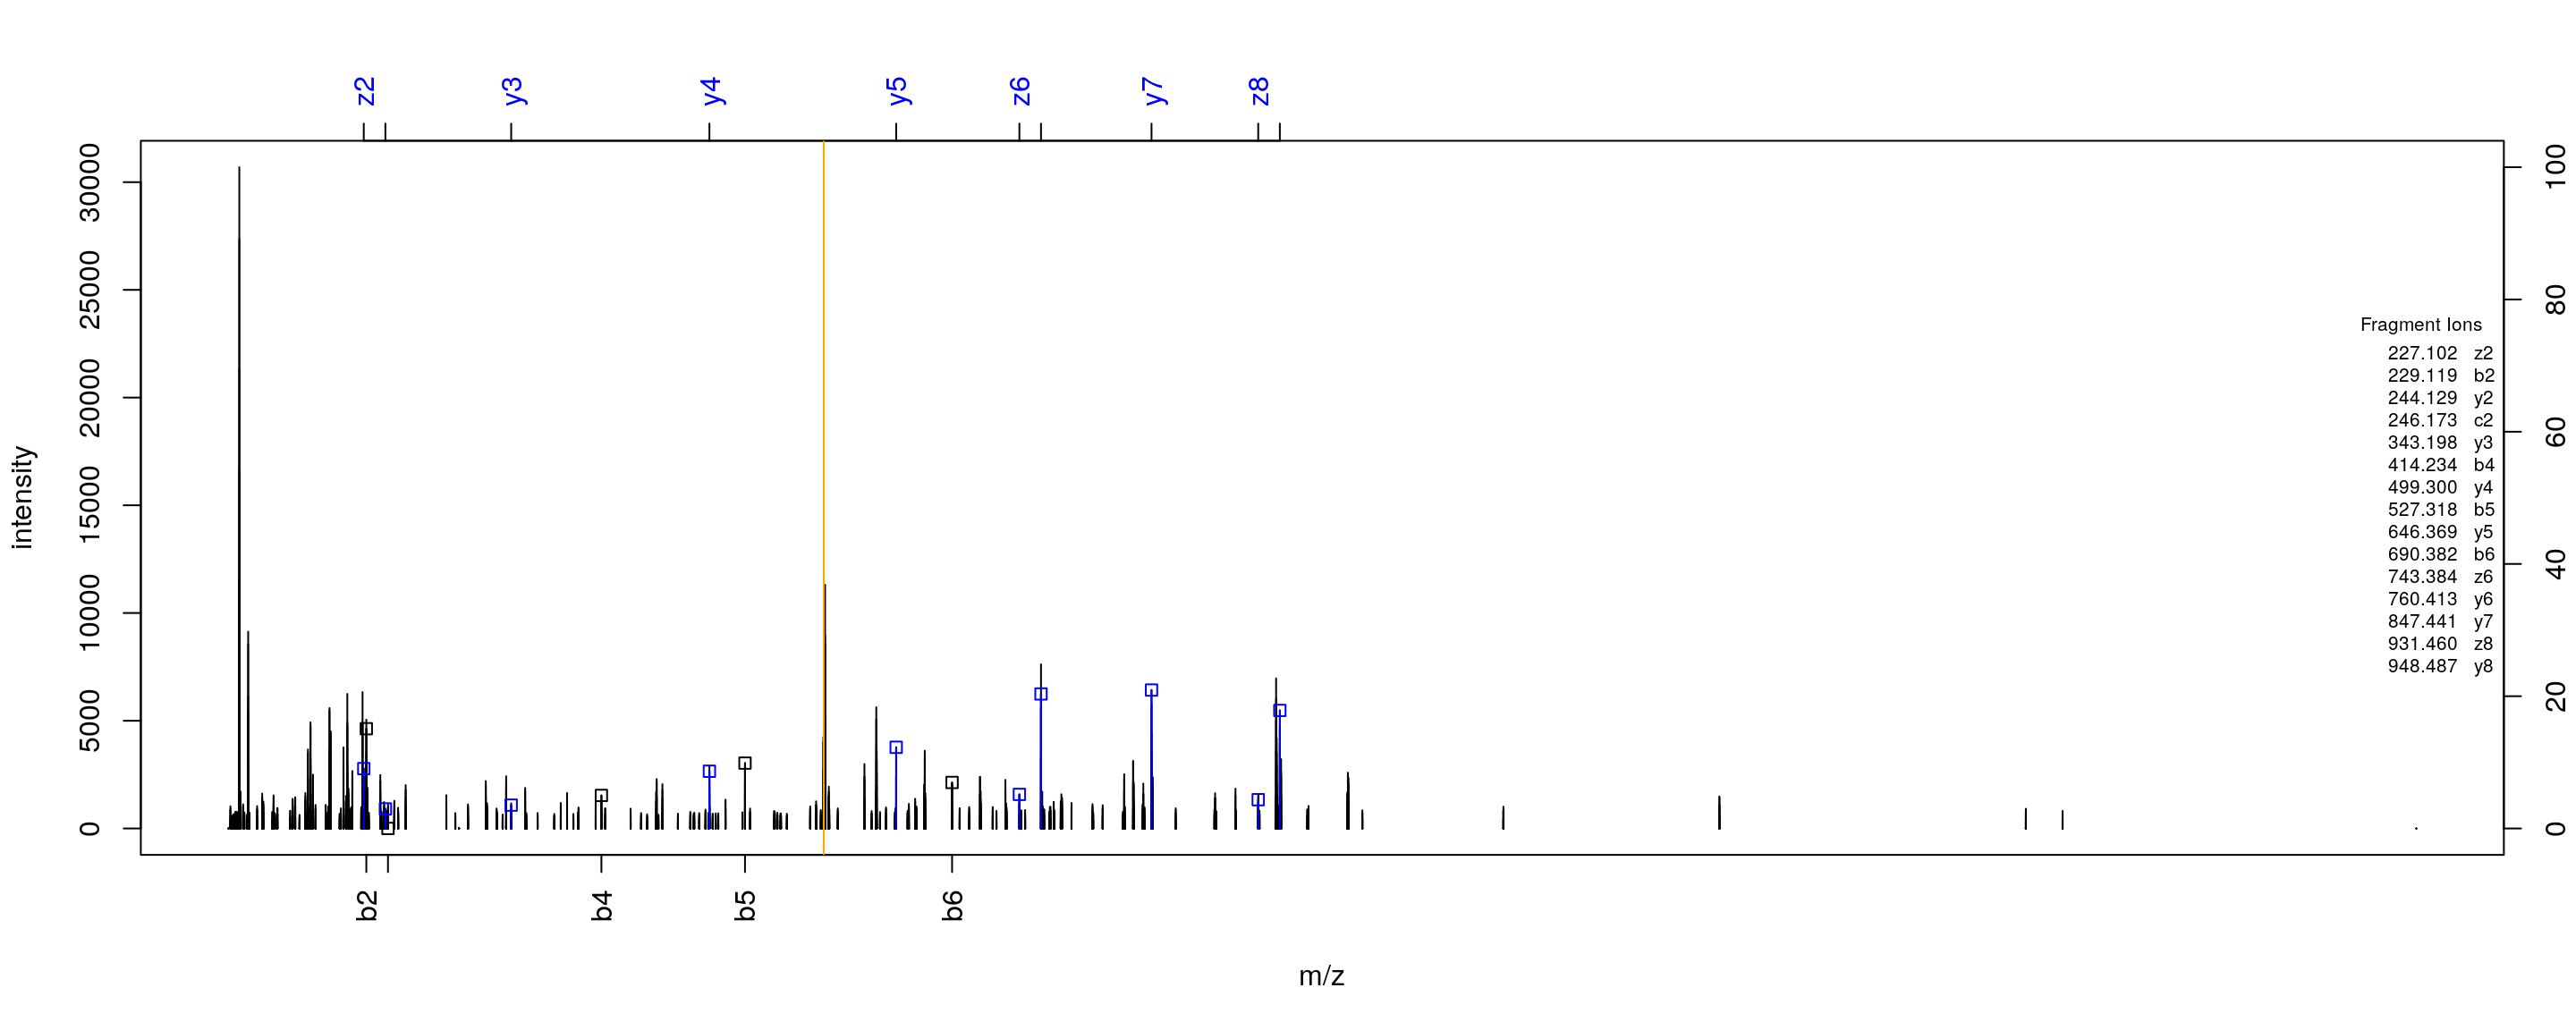 z2 y3 y4 y5 z6 y7 z8
30000
25000
20000
15000
10000
5000
0
intensity
100
80
60
40
20
0
Fragment Ions
227.102 z2
229.119 b2
244.129 y2
246.173 c2
343.198 y3
414.234 b4
499.300 y4
527.318 b5
646.369 y5
690.382 b6
743.384 z6
760.413 y6
847.441 y7
931.460 z8
948.487 y8
b2 b4 b5 b6
m/z